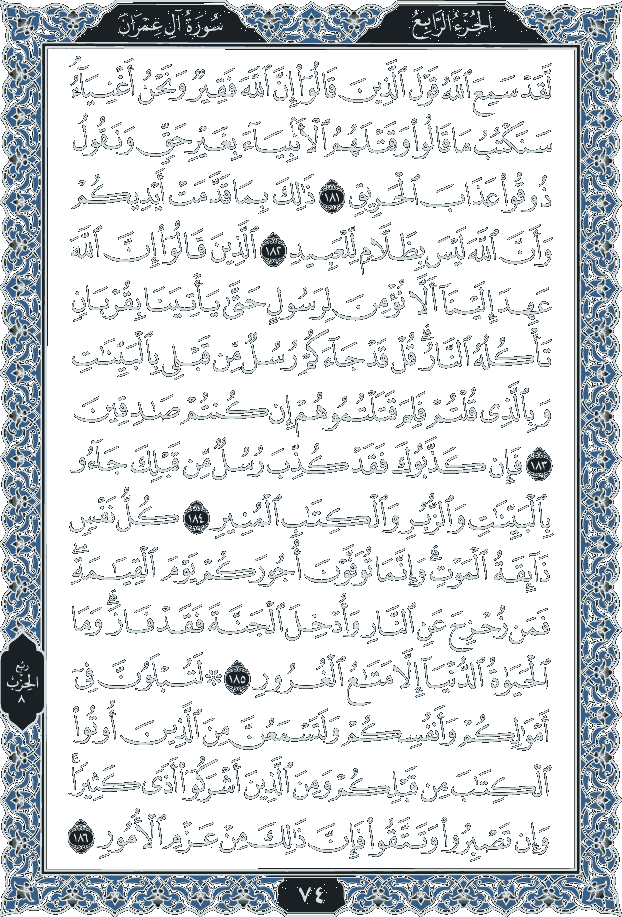 الجزء الرابع
سورة آل عمران
لَّقَدْ سَمِعَ ٱللَّهُ قَوْلَ ٱلَّذِينَ قَالُوٓا۟ إِنَّ ٱللَّهَ فَقِيرٌ وَنَحْنُ أَغْنِيَآءُ
سَنَكْتُبُ مَا قَالُوا۟ وَقَتْلَهُمُ ٱلْأَنۢبِيَآءَ بِغَيْرِ حَقٍّ وَنَقُولُ
ذُوقُوا۟ عَذَابَ ٱلْحَرِيقِ ١٨١ ذَٰلِكَ بِمَا قَدَّمَتْ أَيْدِيكُمْ
وَأَنَّ ٱللَّهَ لَيْسَ بِظَلَّامٍ لِّلْعَبِيدِ ١٨٢ ٱلَّذِينَ قَالُوٓا۟ إِنَّ ٱللَّهَ
عَهِدَ إِلَيْنَآ أَلَّا نُؤْمِنَ لِرَسُولٍ حَتَّىٰ يَأْتِيَنَا بِقُرْبَانٍ
تَأْكُلُهُ ٱلنَّارُ ۗ قُلْ قَدْ جَآءَكُمْ رُسُلٌ مِّن قَبْلِى بِٱلْبَيِّنَٰتِ
وَبِٱلَّذِى قُلْتُمْ فَلِمَ قَتَلْتُمُوهُمْ إِن كُنتُمْ صَٰدِقِينَ
١٨٣ فَإِن كَذَّبُوكَ فَقَدْ كُذِّبَ رُسُلٌ مِّن قَبْلِكَ جَآءُو
بِٱلْبَيِّنَٰتِ وَٱلزُّبُرِ وَٱلْكِتَٰبِ ٱلْمُنِيرِ ١٨٤ كُلُّ نَفْسٍ
ذَآئِقَةُ ٱلْمَوْتِ ۗ وَإِنَّمَا تُوَفَّوْنَ أُجُورَكُمْ يَوْمَ ٱلْقِيَٰمَةِ ۖ
فَمَن زُحْزِحَ عَنِ ٱلنَّارِ وَأُدْخِلَ ٱلْجَنَّةَ فَقَدْ فَازَ ۗ وَمَا
ٱلْحَيَوٰةُ ٱلدُّنْيَآ إِلَّا مَتَٰعُ ٱلْغُرُورِ ١٨٥ ۞ لَتُبْلَوُنَّ فِىٓ
أَمْوَٰلِكُمْ وَأَنفُسِكُمْ وَلَتَسْمَعُنَّ مِنَ ٱلَّذِينَ أُوتُوا۟
ٱلْكِتَٰبَ مِن قَبْلِكُمْ وَمِنَ ٱلَّذِينَ أَشْرَكُوٓا۟ أَذًى كَثِيرًا ۚ
وَإِن تَصْبِرُوا۟ وَتَتَّقُوا۟ فَإِنَّ ذَٰلِكَ مِنْ عَزْمِ ٱلْأُمُورِ ١٨٦
ربع
الحزب
٨
٧٤